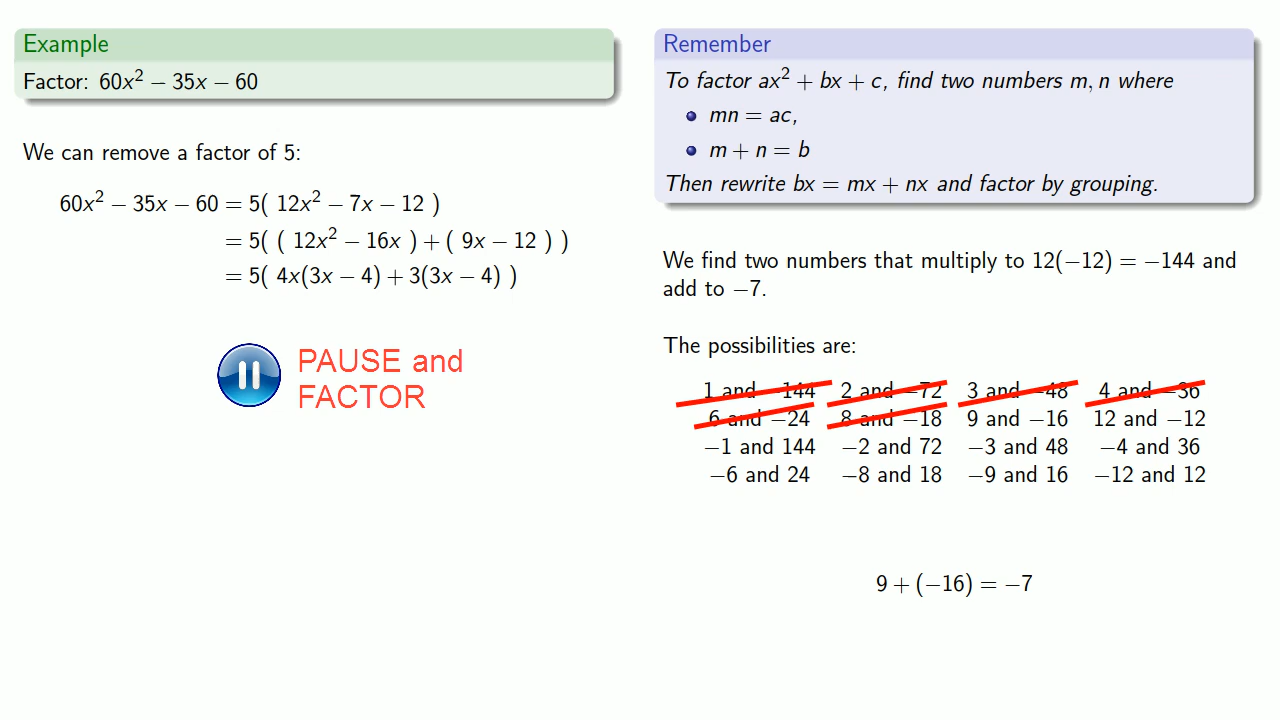 Example
Factor: 60x² − 35x − 60
We can remove a factor of 5:
60x² − 35x − 60 = 5( 12x² − 7x − 12 )
= 5( ( 12x² − 16x ) + ( 9x − 12 ) )
= 5( 4x(3x − 4) + 3(3x − 4) )
PAUSE and
FACTOR
Remember
To factor ax² + bx + c, find two numbers m, n where
• mn = ac,
• m + n = b
Then rewrite bx = mx + nx and factor by grouping.
We find two numbers that multiply to 12(−12) = −144 and
add to −7.
The possibilities are:
1 and −144 2 and −72 3 and −48 4 and −36
6 and −24 8 and −18 9 and −16 12 and −12
−1 and 144 −2 and 72 −3 and 48 −4 and 36
−6 and 24 −8 and 18 −9 and 16 −12 and 12
9 + (−16) = −7